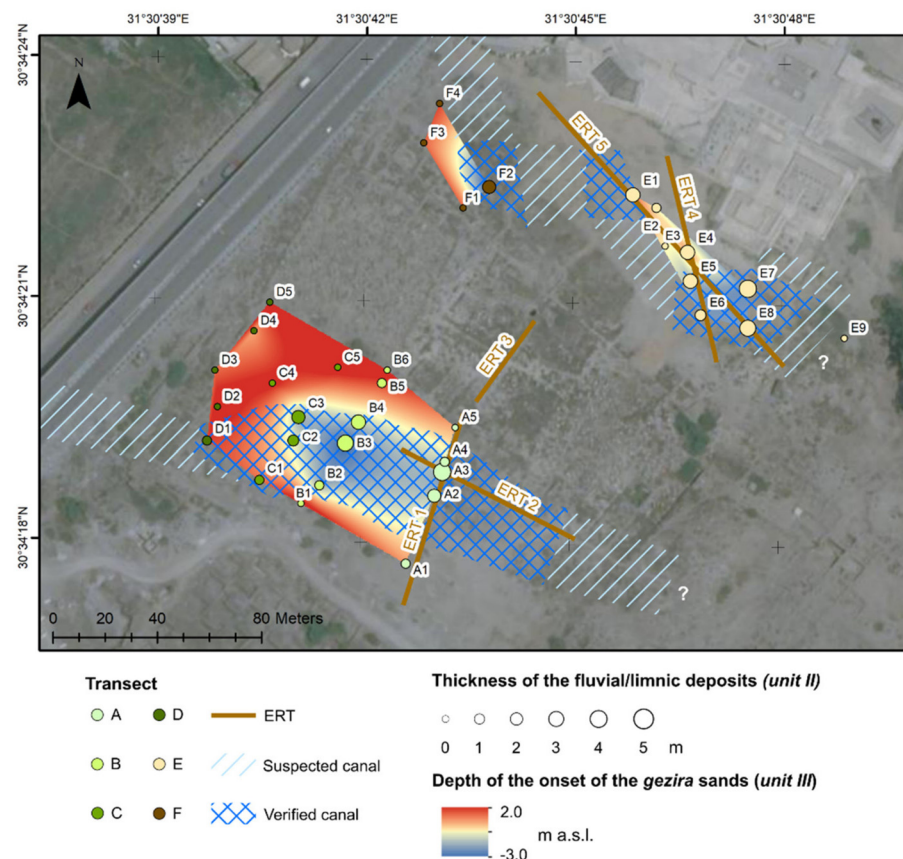 31°30'39"E 31°30'42"E 31°30'45"E 31°30'48"E
30°34'24"N
30°34'21"N
30°34'18"N
N
F4
F3
F2
F1
ERT 5
E1
ERT 4
E2
E3
E4
E5
E7
E6
E8
E9
?
D5
D4
D3
C5
B6
C4
B5
D2
C3
B4
A5
ERT 3
D1
C2
B3
A4
A3
C1
B2
A2
ERT 2
B1
ERT 1
A1
?
0 20 40 60 80 Meters
Transect
A D ERT
B E Suspected canal
C F Verified canal
Thickness of the fluvial/limnic deposits (unit II)
0 1 2 3 4 5 m
Depth of the onset of the gezira sands (unit III)
2.0
m a.s.l.
-3.0